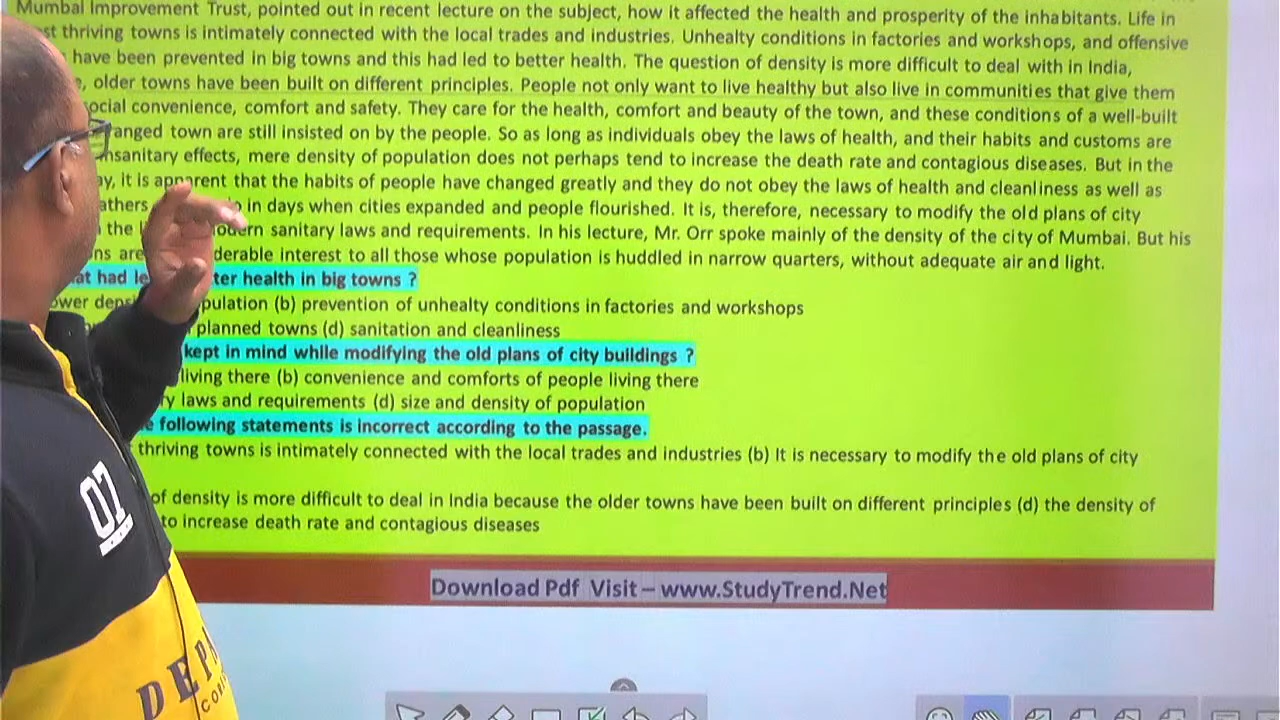 Mumbal Improvement Trust, pointed out in recent lecture on the subject, how it affected the health and prosperity of the inhabitants. Life in
thriving towns is intimately connected with the local trades and industries. Unhealty conditions in factories and workshops, and offensive
have been prevented in big towns and this had led to better health. The question of density is more difficult to deal with in India,
older towns have been built on different principles. People not only want to live healthy but also live in communities that give them
social convenience, comfort and safety. They care for the health, comfort and beauty of the town, and these conditions of a well-built
town are still insisted on by the people. So as long as individuals obey the laws of health, and their habits and customs are
effects, mere density of population does not perhaps tend to increase the death rate and contagious diseases. But in the
it is apparent that the habits of people have changed greatly and they do not obey the laws of health and cleanliness as well as
in days when cities expanded and people flourished. It is, therefore, necessary to modify the old plans of city
the modern sanitary laws and requirements. In his lecture, Mr. Orr spoke mainly of the density of the city of Mumbai. But his
interest to all those whose population is huddled in narrow quarters, without adequate air and light.
had health in big towns ?
(b) prevention of unhealty conditions in factories and workshops
planned towns (d) sanitation and cleanliness
kept in mind while modifying the old plans of city buildings ?
living there (b) convenience and comforts of people living there
laws and requirements (d) size and density of population
following statements is incorrect according to the passage.
thriving towns is intimately connected with the local trades and industries (b) It is necessary to modify the old plans of city
of density is more difficult to deal in India because the older towns have been built on different principles (d) the density of
to increase death rate and contagious diseases
Download Pdf Visit – www.StudyTrend.Net
07